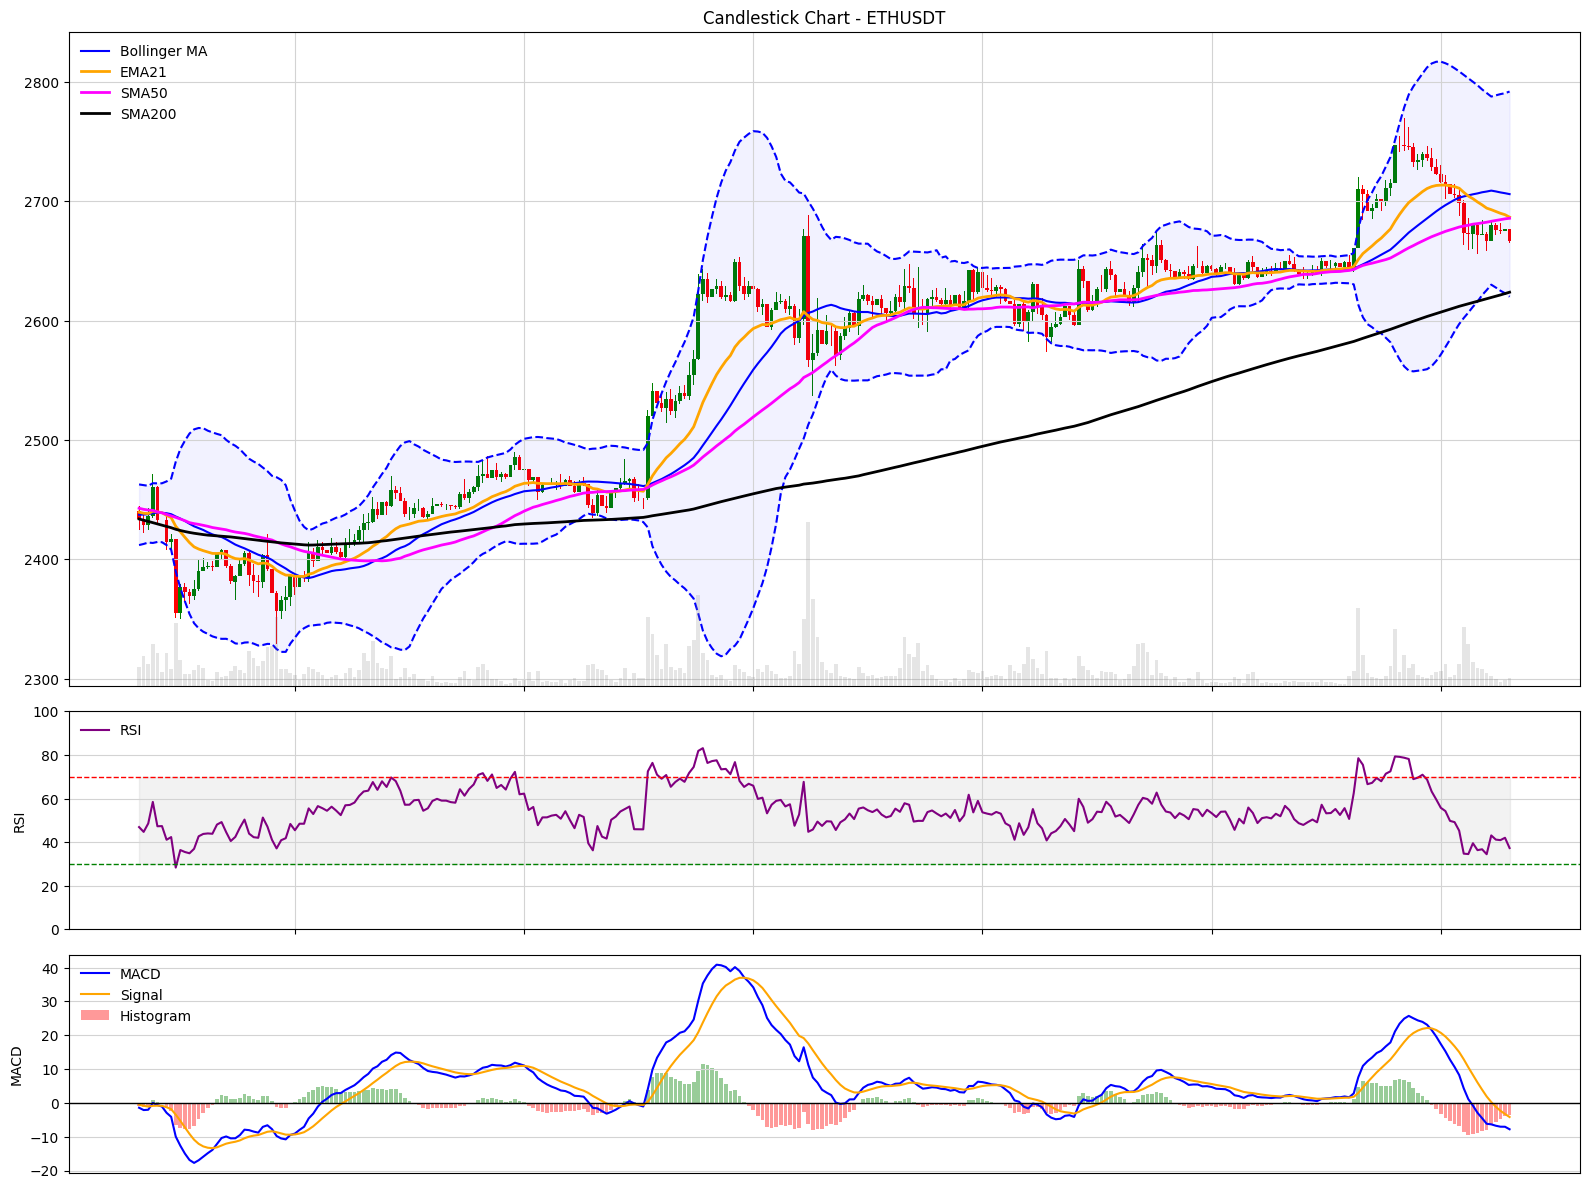 Candlestick Chart - ETHUSDT
Bollinger MA
EMA21
SMA50
SMA200
2800
2700
2600
2500
2400
2300
RSI
RSI
100
80
60
40
20
0
MACD
Signal
Histogram
MACD
40
30
20
10
0
−10
−20